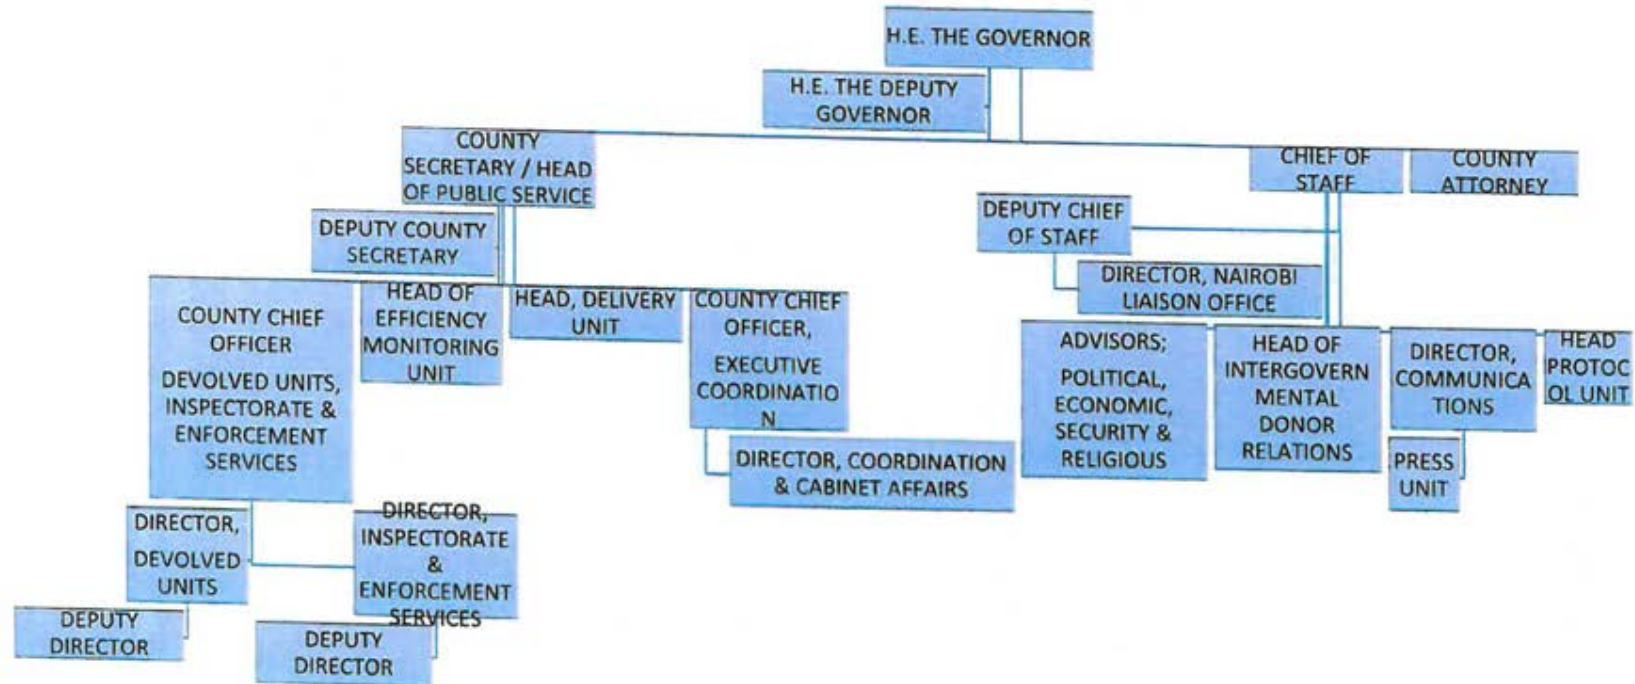 H.E. THE GOVERNOR
H.E. THE DEPUTY
GOVERNOR
COUNTY
SECRETARY / HEAD
OF PUBLIC SERVICE
CHIEF OF
STAFF
COUNTY
ATTORNEY
DEPUTY COUNTY
SECRETARY
DEPUTY CHIEF
OF STAFF
DIRECTOR, NAIROBI
LIAISON OFFICE
COUNTY CHIEF
OFFICER
DEVOLVED UNITS,
INSPECTORATE &
ENFORCEMENT
SERVICES
HEAD OF
EFFICIENCY
MONITORING
UNIT
HEAD, DELIVERY
UNIT
COUNTY CHIEF
OFFICER,
EXECUTIVE
COORDINATIO
N
ADVISORS;
POLITICAL,
ECONOMIC,
SECURITY &
RELIGIOUS
HEAD OF
INTERGOVERN
MENTAL
DONOR
RELATIONS
DIRECTOR,
COMMUNICA
TIONS
HEAD
PROTOC
OL UNIT
DIRECTOR, COORDINATION
& CABINET AFFAIRS
PRESS
UNIT
DIRECTOR,
DEVOLVED
UNITS
DIRECTOR,
INSPECTORATE
&
ENFORCEMENT
SERVICES
DEPUTY
DIRECTOR
DEPUTY
DIRECTOR